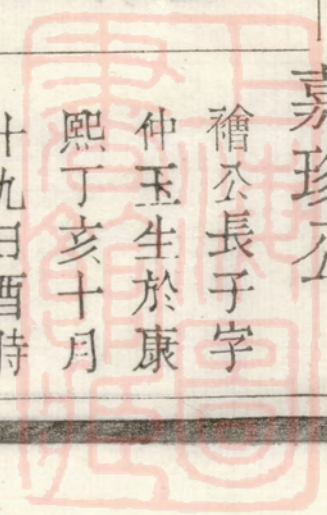 嘉珍公
禬公長子字
仲玉生於康
熙丁亥十月
十九日酉時